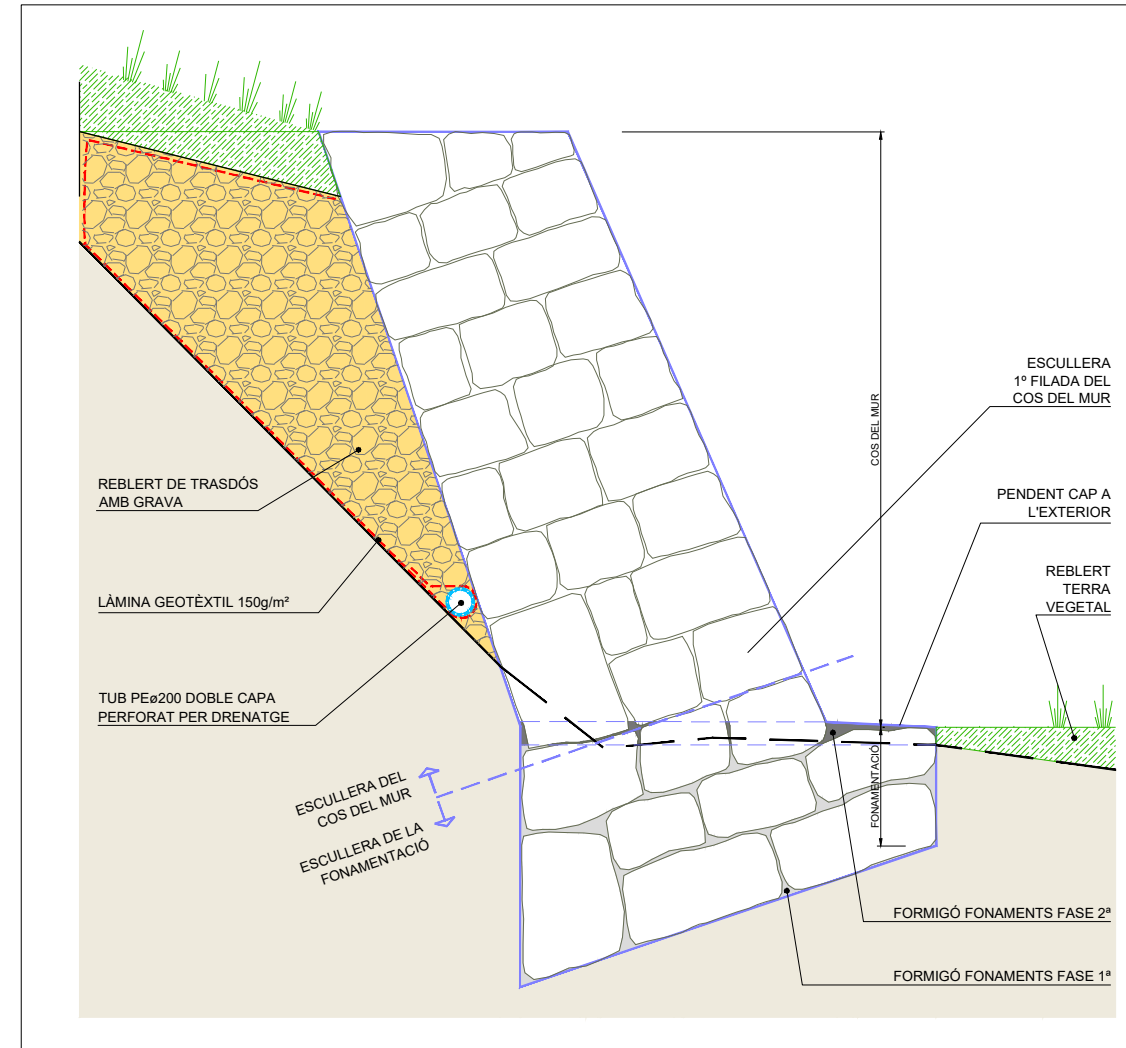 ESCULLERA
1º FILADA DEL
COS DEL MUR
COS DEL MUR
REBLERT DE TRASDÓS
AMB GRAVA
PENDENT CAP A
L'EXTERIOR
REBLERT
TERRA
VEGETAL
LÀMINA GEOTÈXTIL 150g/m²
TUB PEø200 DOBLE CAPA
PERFORAT PER DRENATGE
ESCULLERA DEL
COS DEL MUR
ESCULLERA DE LA
FONAMENTACIÓ
FONAMENTACIÓ
FORMIGÓ FONAMENTS FASE 2ª
FORMIGÓ FONAMENTS FASE 1ª